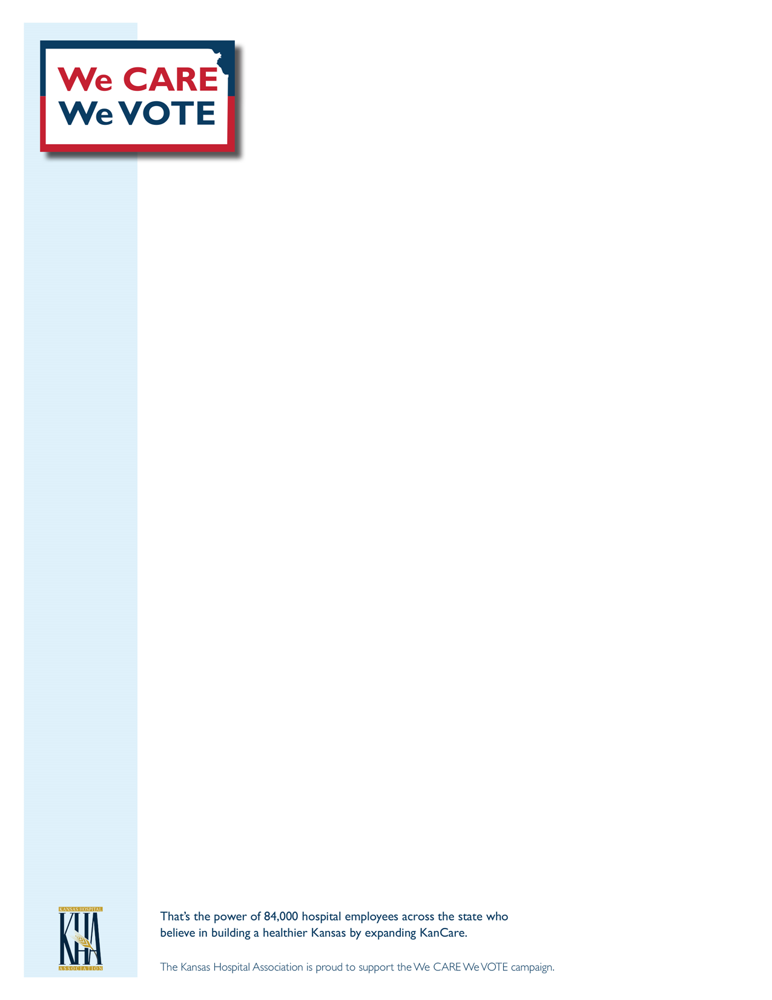 We CARE
We VOTE
KANSAS HOSPITAL
KHA
ASSOCIATION
That’s the power of 84,000 hospital employees across the state who
believe in building a healthier Kansas by expanding KanCare.
The Kansas Hospital Association is proud to support the We CARE We VOTE campaign.